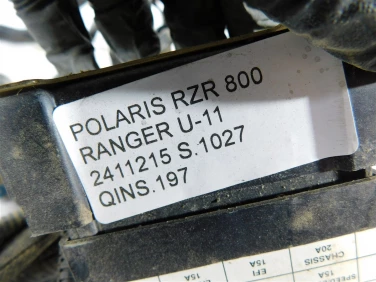 POLARIS RZR 800
RANGER U-11
2411215 S.1027
QINS.197
CHASSIS
20A
EFI
15A
15A
15A